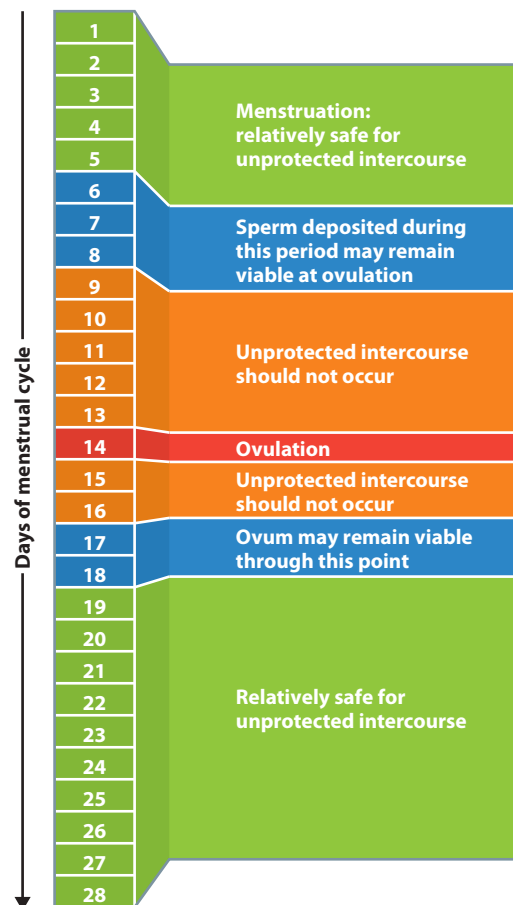 Days of menstrual cycle
1
2
3
4
5
6
7
8
9
10
11
12
13
14
15
16
17
18
19
20
21
22
23
24
25
26
27
28
Menstruation:
relatively safe for
unprotected intercourse
Sperm deposited during
this period may remain
viable at ovulation
Unprotected intercourse
should not occur
Ovulation
Unprotected intercourse
should not occur
Ovum may remain viable
through this point
Relatively safe for
unprotected intercourse